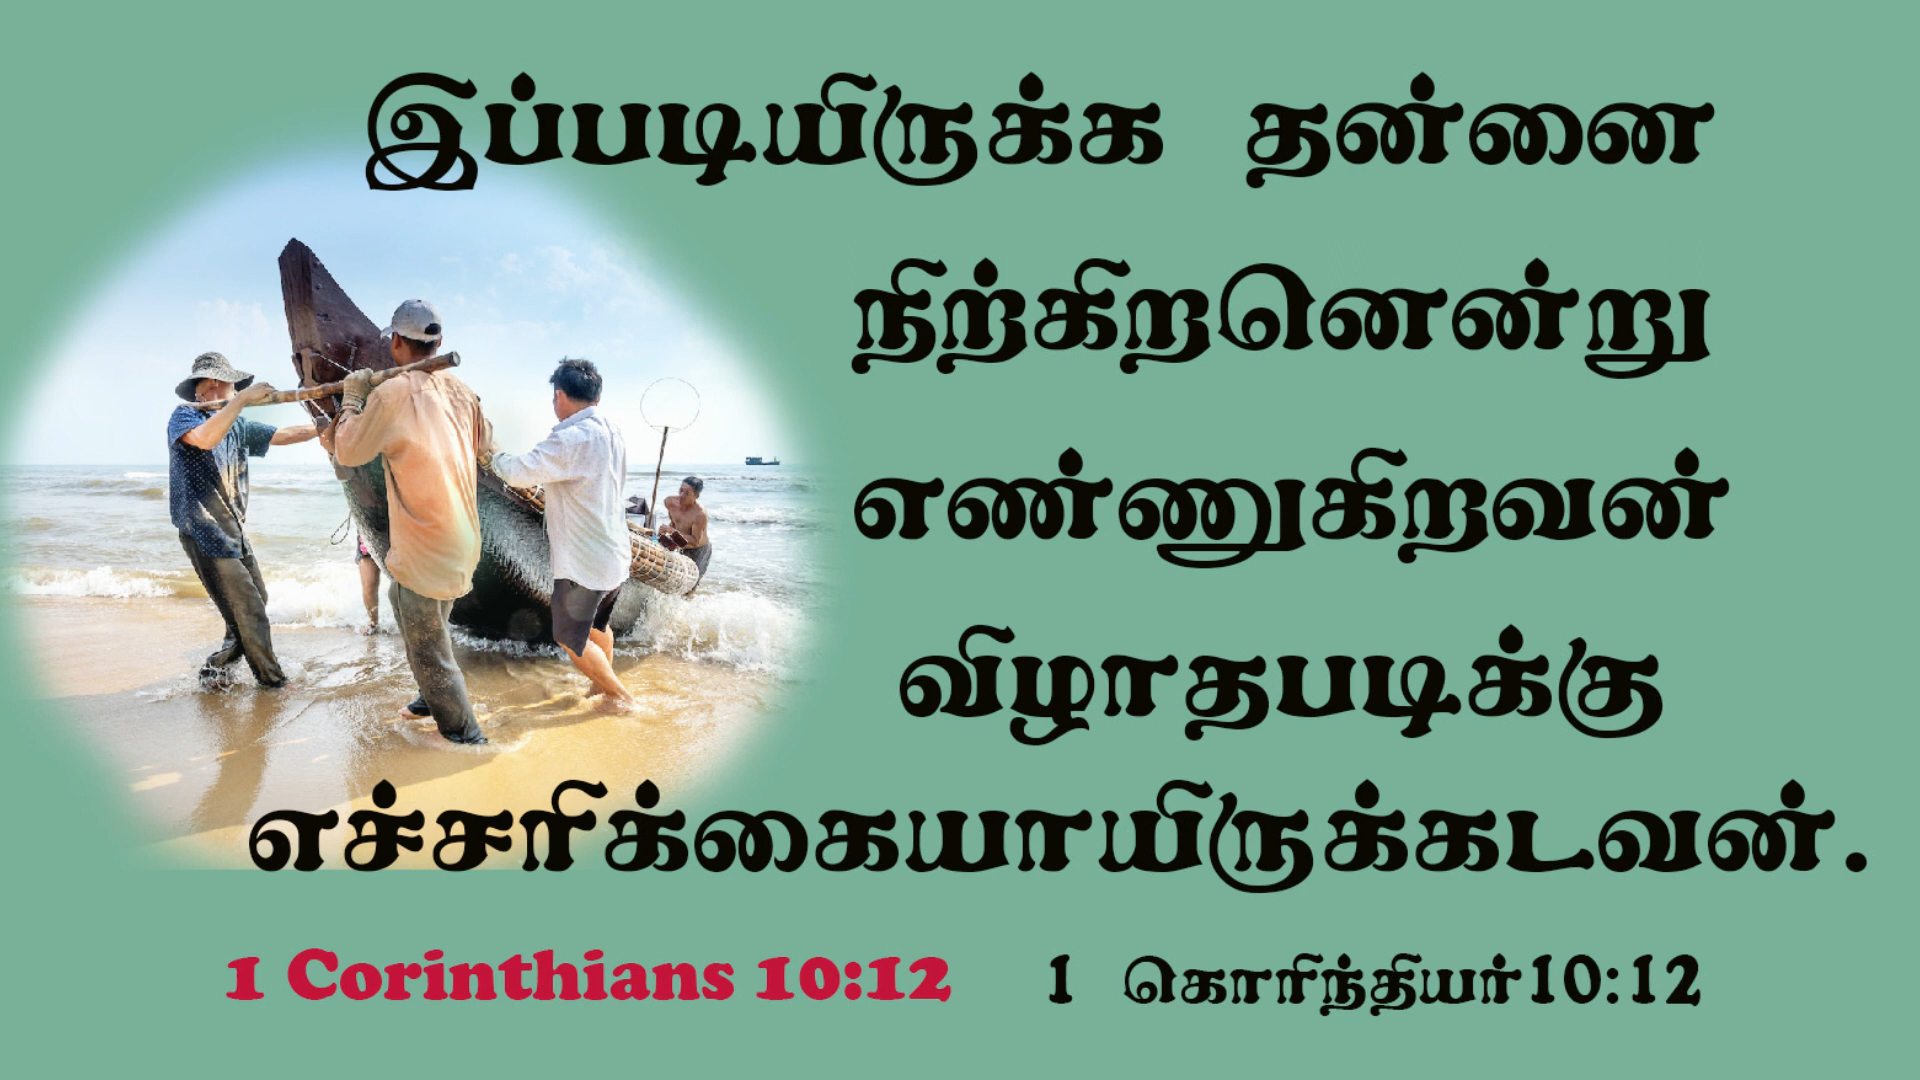 இப்படியிருக்க தன்னை
நிற்கிறனென்று
எண்ணுகிறவன்
விழாதபடிக்கு
எச்சரிக்கையாயிருக்கடவன்.
1 Corinthians 10:12 1 கொரிந்தியர்10:12